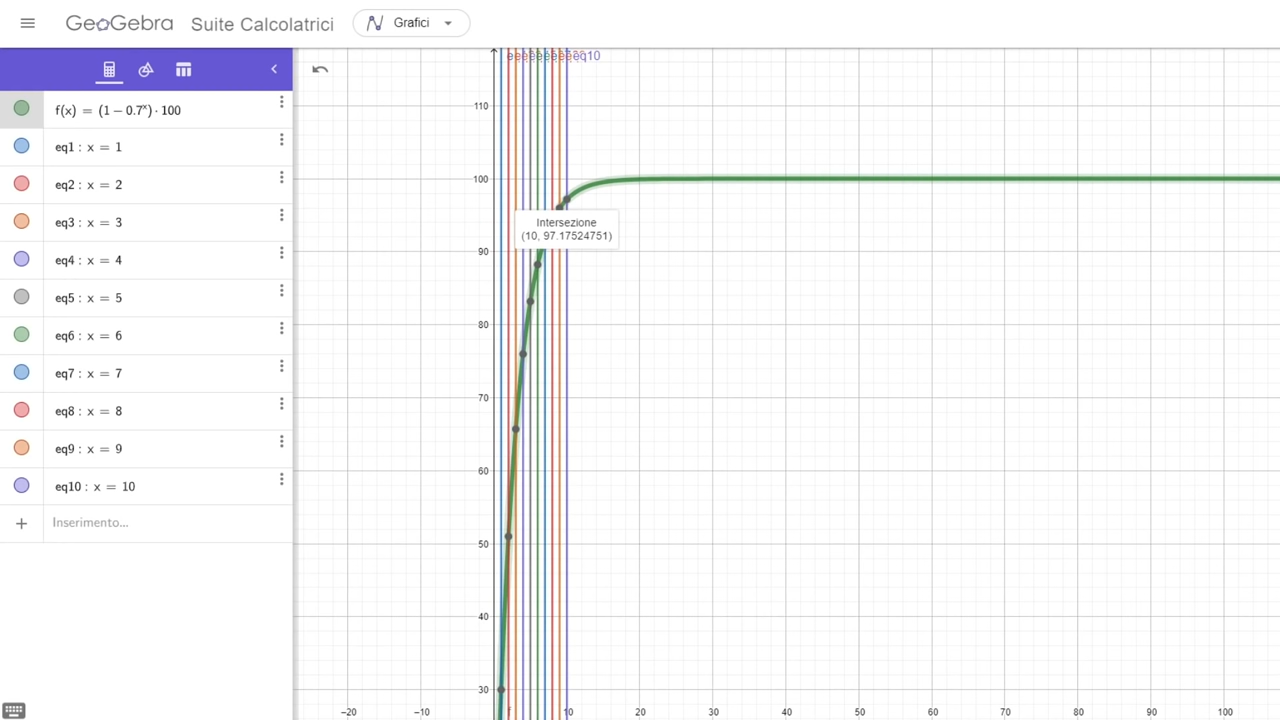 GeoGebra Suite Calcolatrici Grafici
f(x) = (1 − 0.7ˣ) · 100
eq1 : x = 1
eq2 : x = 2
eq3 : x = 3
eq4 : x = 4
eq5 : x = 5
eq6 : x = 6
eq7 : x = 7
eq8 : x = 8
eq9 : x = 9
eq10 : x = 10
Inserimento...
eq10
110
100
90
80
70
60
50
40
30
Intersezione
(10, 97.17524751)
−20 −10 f 10 20 30 40 50 60 70 80 90 100